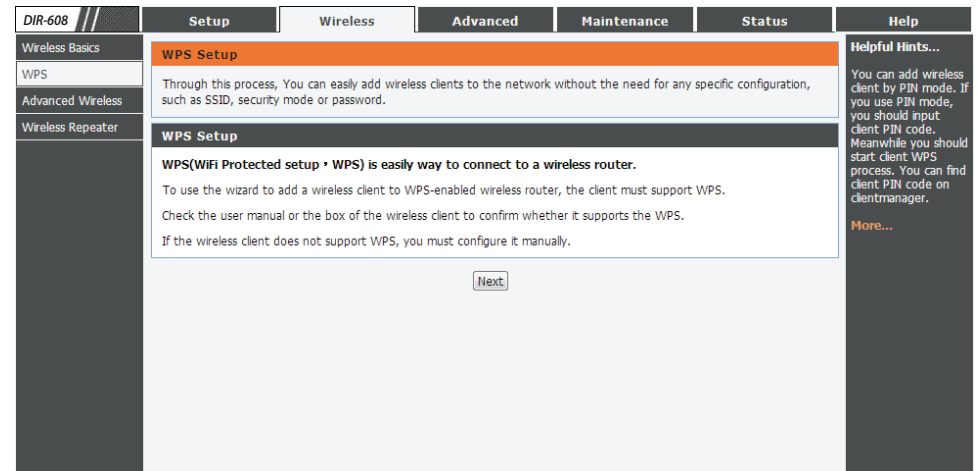 DIR-608
Setup
Wireless
Advanced
Maintenance
Status
Help
Wireless Basics
WPS
Advanced Wireless
Wireless Repeater
WPS Setup
Through this process, You can easily add wireless clients to the network without the need for any specific configuration,
such as SSID, security mode or password.
WPS Setup
WPS(WiFi Protected setup，WPS) is easily way to connect to a wireless router.
To use the wizard to add a wireless client to WPS-enabled wireless router, the client must support WPS.
Check the user manual or the box of the wireless client to confirm whether it supports the WPS.
If the wireless client does not support WPS, you must configure it manually.
Next
Helpful Hints...
You can add wireless
client by PIN mode. If
you use PIN mode,
you should input
client PIN code.
Meanwhile you should
start client WPS
process. You can find
client PIN code on
clientmanager.
More...